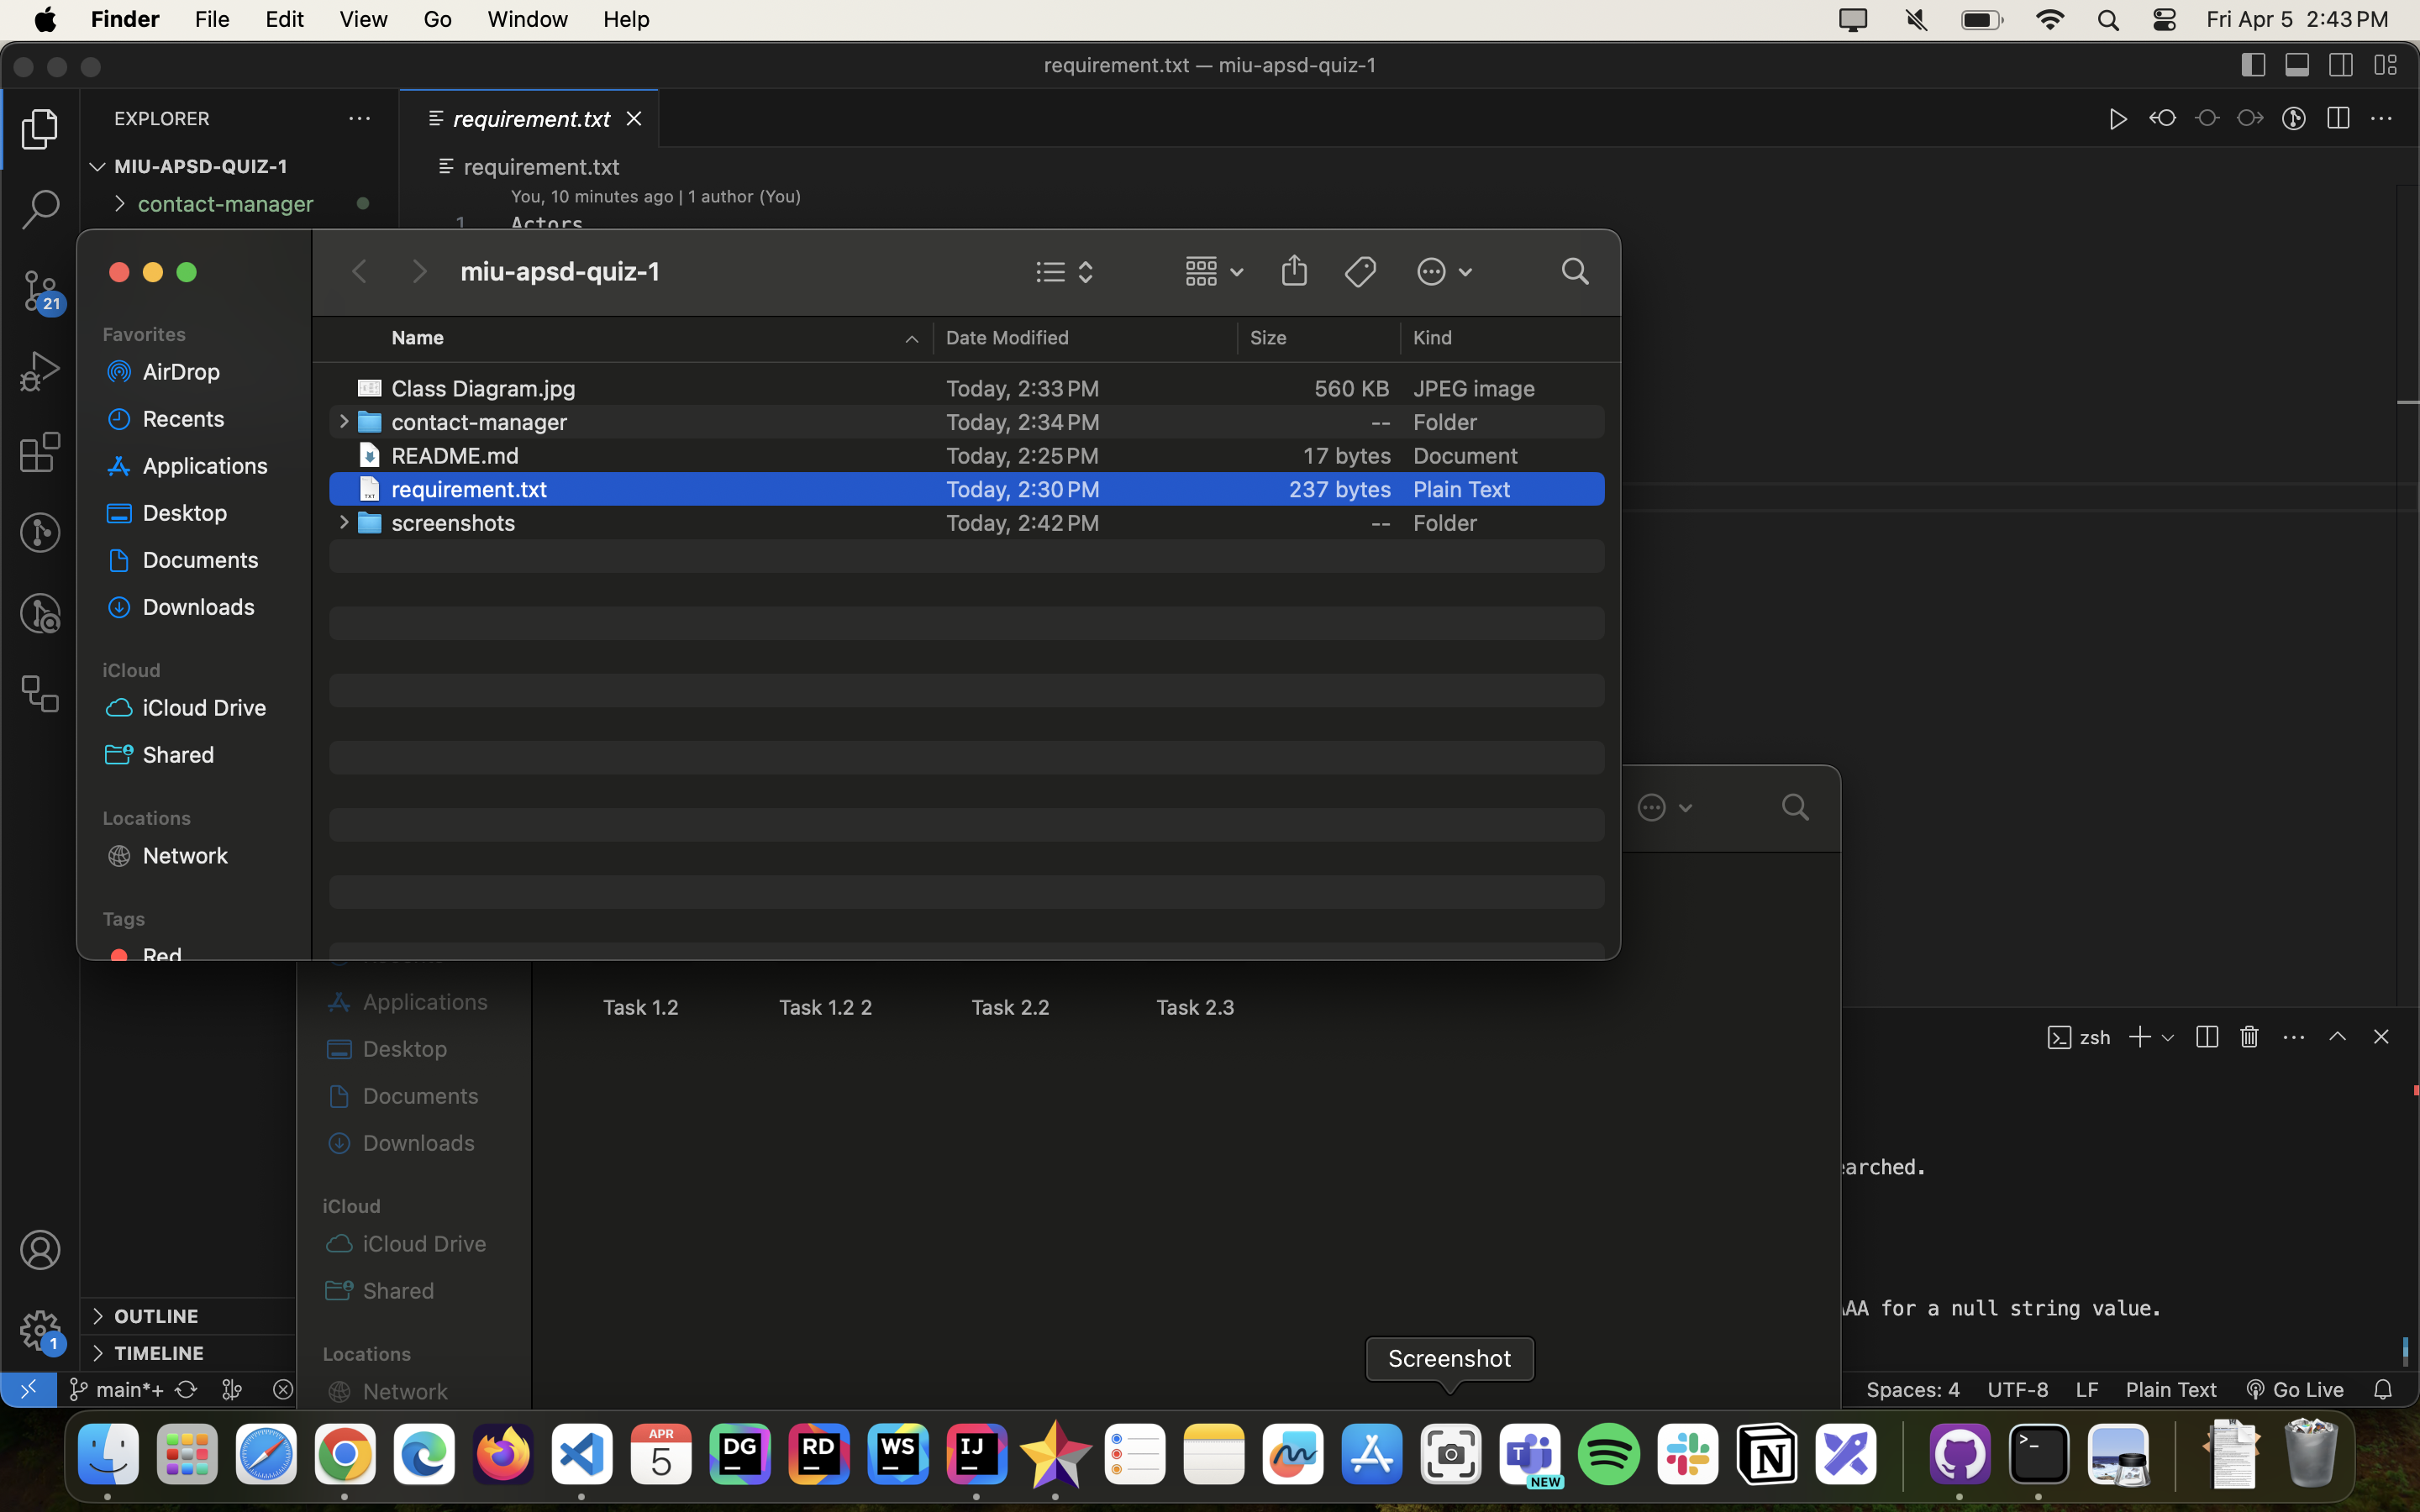 Finder File Edit View Go Window Help Fri Apr 5 2:43 PM
requirement.txt — miu-apsd-quiz-1
EXPLORER
requirement.txt
MIU-APSD-QUIZ-1
requirement.txt
You, 10 minutes ago | 1 author (You)
contact-manager
1 Actors
21
miu-apsd-quiz-1
Favorites
AirDrop
Recents
Applications
Desktop
Documents
Downloads
iCloud
iCloud Drive
Shared
Locations
Network
Tags
Red
Name Date Modified Size Kind
Class Diagram.jpg Today, 2:33 PM 560 KB JPEG image
contact-manager Today, 2:34 PM -- Folder
README.md Today, 2:25 PM 17 bytes Document
requirement.txt Today, 2:30 PM 237 bytes Plain Text
screenshots Today, 2:42 PM -- Folder
Applications
Desktop
Documents
Downloads
iCloud
iCloud Drive
Shared
Locations
Network
Task 1.2 Task 1.2 2 Task 2.2 Task 2.3
zsh
earched.
AAA for a null string value.
OUTLINE
TIMELINE
1
Screenshot
main*+ Spaces: 4 UTF-8 LF Plain Text Go Live
APR
5
DG
RD
WS
IJ
NEW